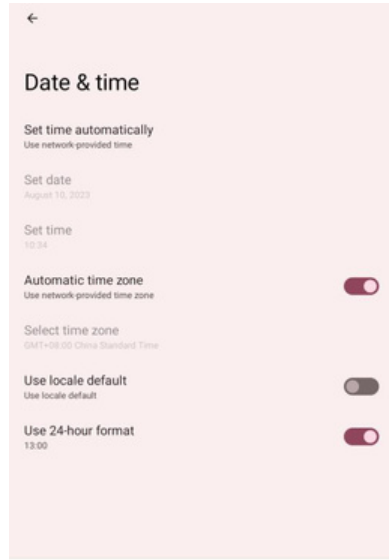 Date & time
Set time automatically
Use network-provided time
Set date
August 10, 2023
Set time
10:34
Automatic time zone
Use network-provided time zone
Select time zone
GMT+08:00 China Standard Time
Use locale default
Use locale default
Use 24-hour format
13:00